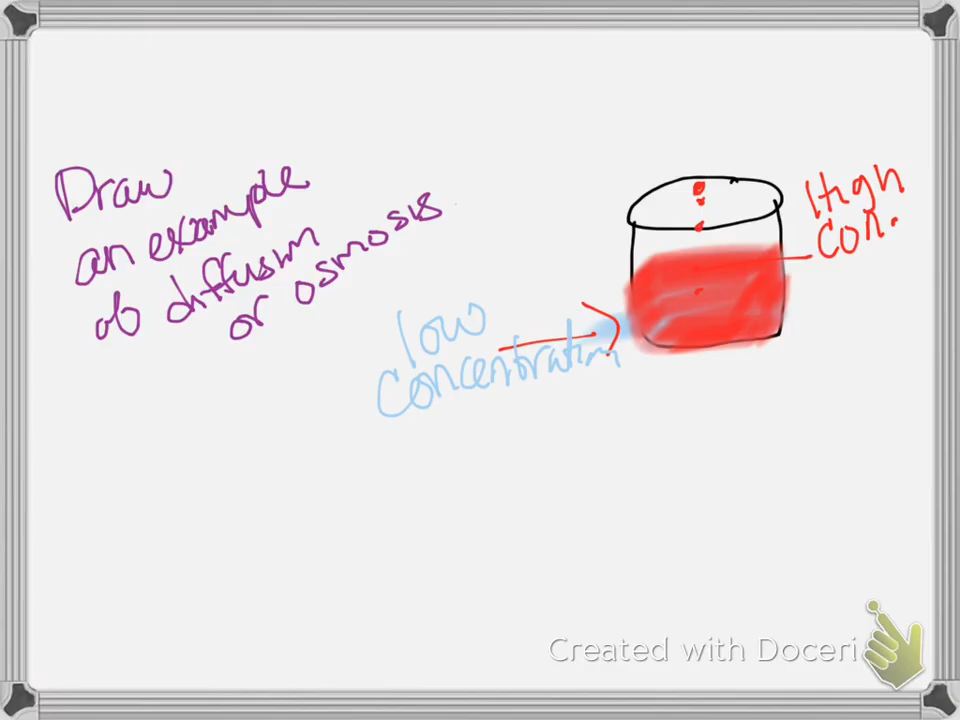 Draw
an example
of diffusion
or osmosis
High
Con.
low
Concentration
Created with Doceri